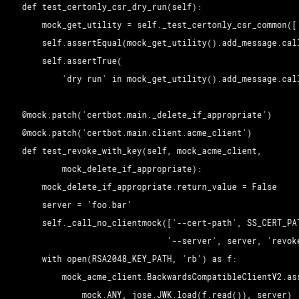 def test_certonly_csr_dry_run(self):
mock_get_utility = self._test_certonly_csr_common([
self.assertEqual(mock_get_utility().add_message.cal
self.assertTrue(
'dry run' in mock_get_utility().add_message.cal
@mock.patch('certbot.main._delete_if_appropriate')
@mock.patch('certbot.main.client.acme_client')
def test_revoke_with_key(self, mock_acme_client,
mock_delete_if_appropriate):
mock_delete_if_appropriate.return_value = False
server = 'foo.bar'
self._call_no_clientmock(['--cert-path', SS_CERT_PA
'--server', server, 'revok
with open(RSA2048_KEY_PATH, 'rb') as f:
mock_acme_client.BackwardsCompatibleClientV2.as
mock.ANY, jose.JWK.load(f.read()), server)